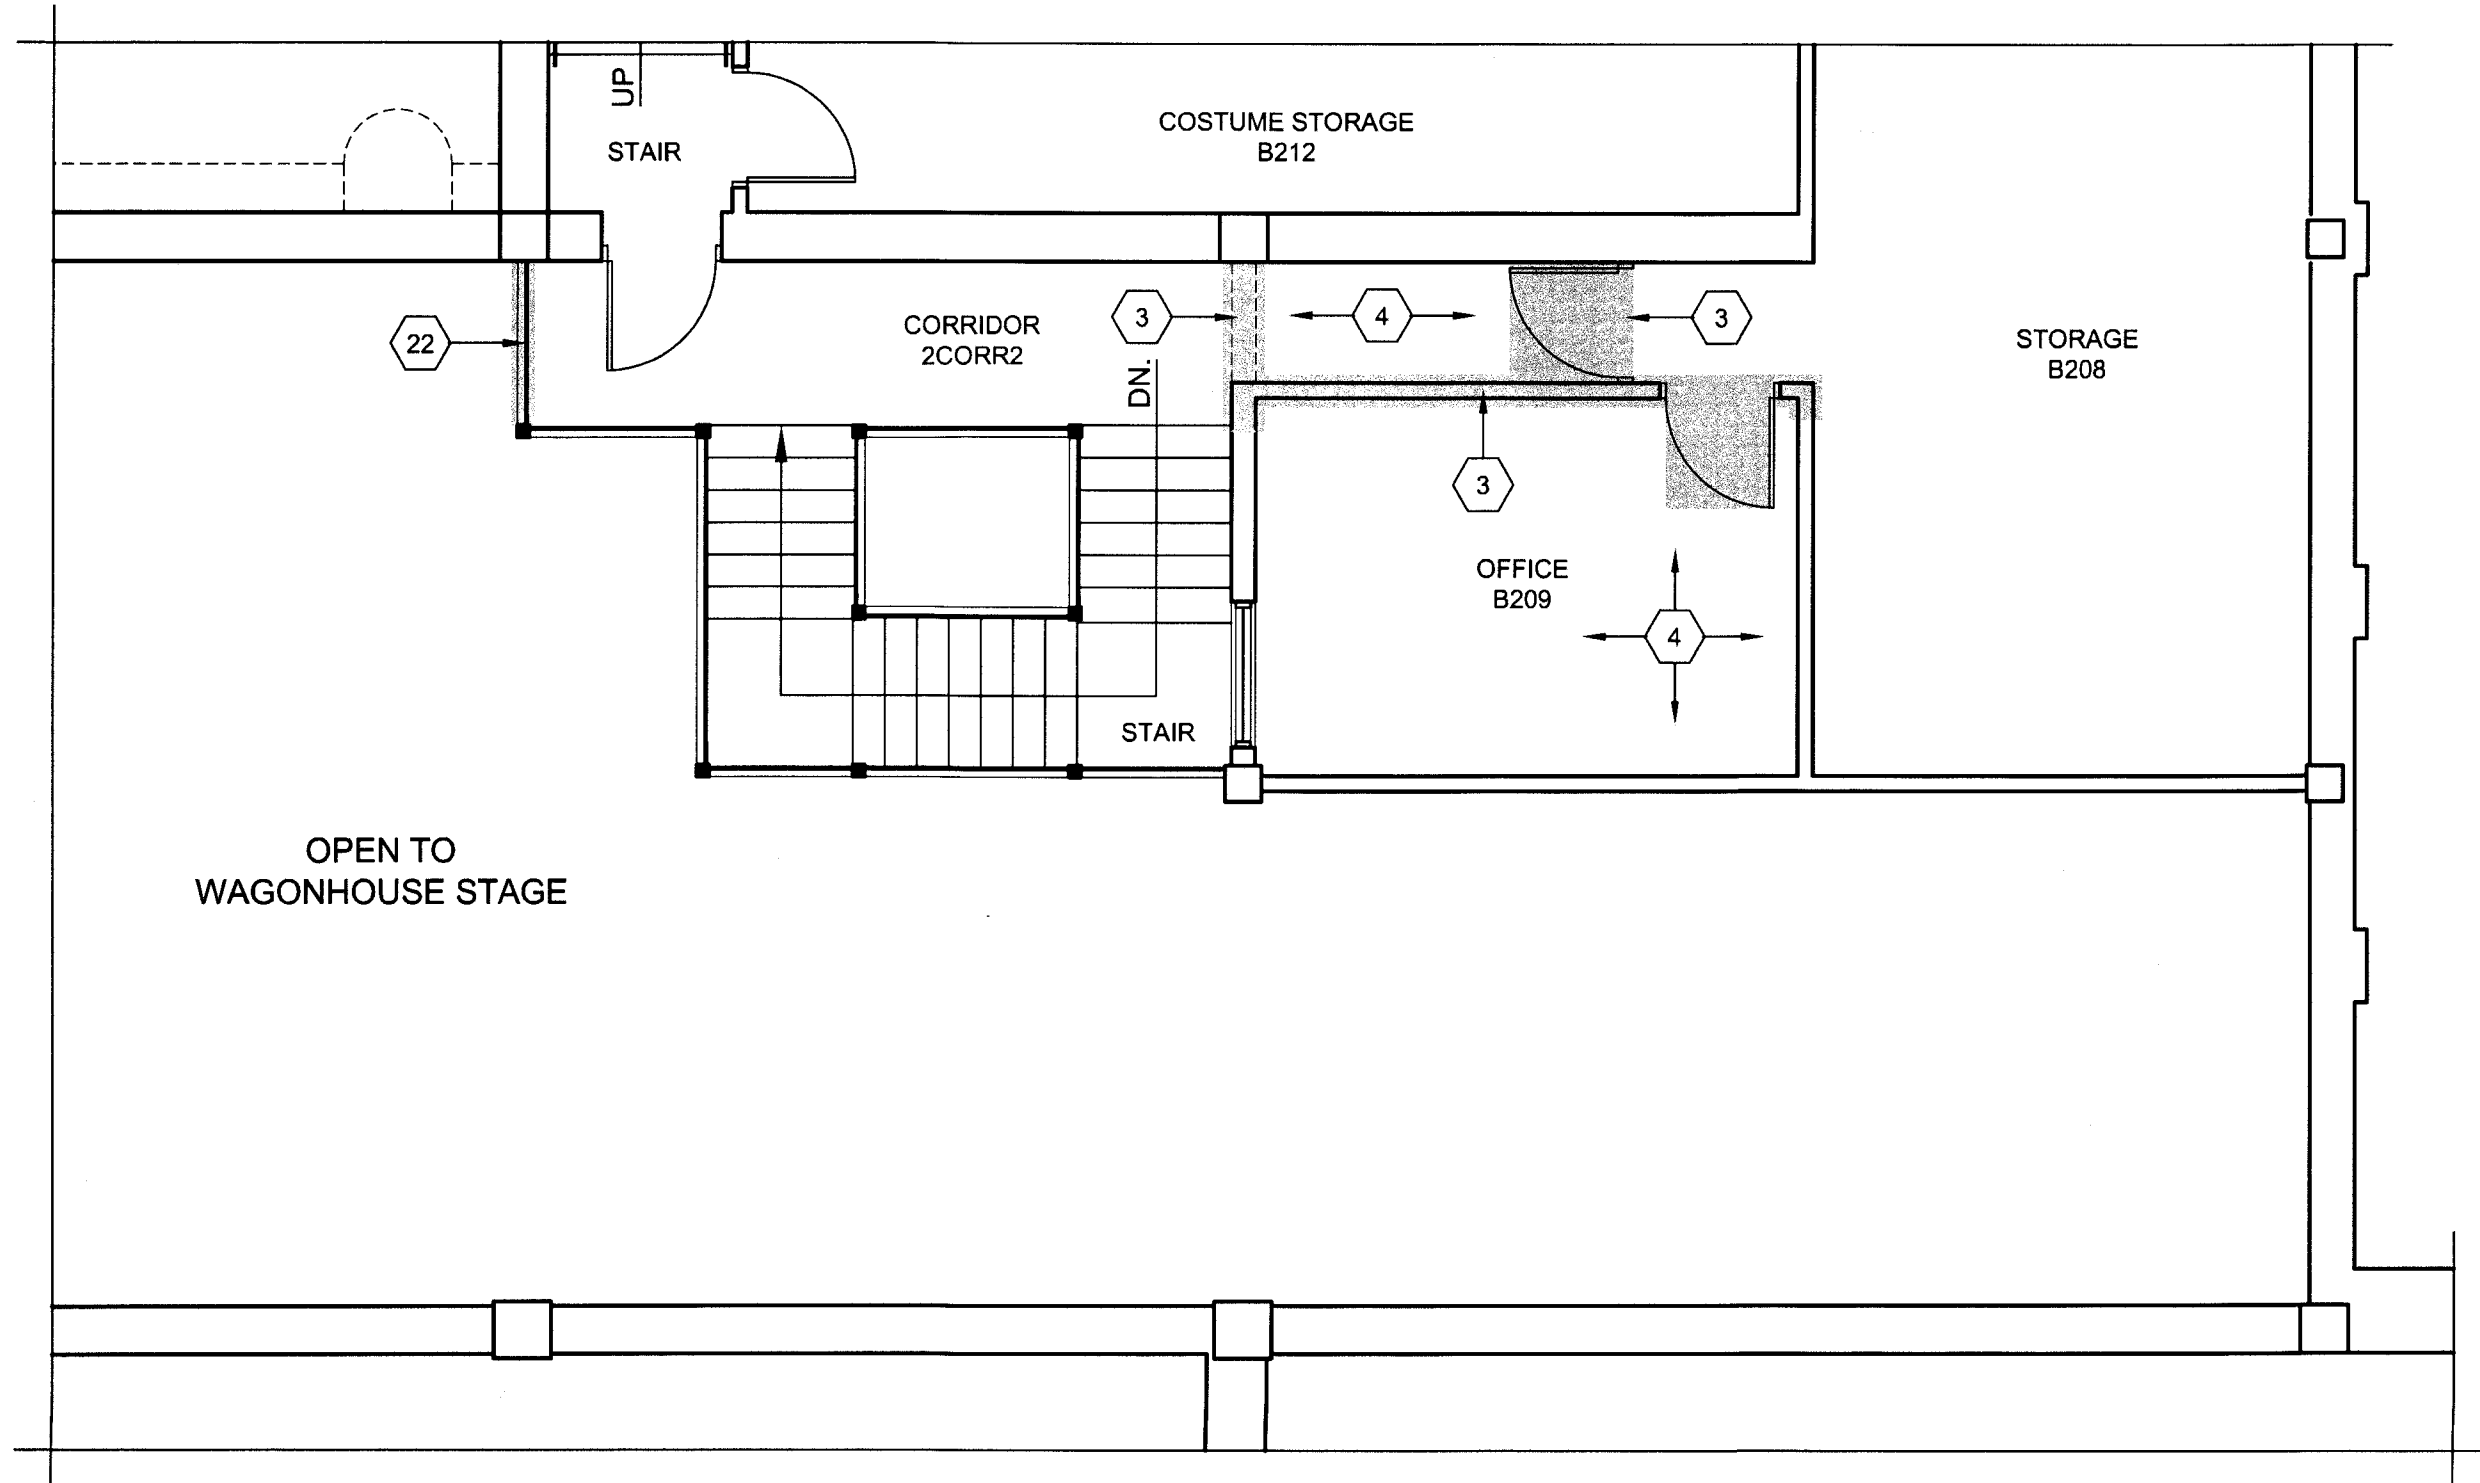 UP
STAIR
COSTUME STORAGE
B212
22
CORRIDOR
2CORR2
DN.
3
4
3
STORAGE
B208
3
OFFICE
B209
4
STAIR
OPEN TO
WAGONHOUSE STAGE